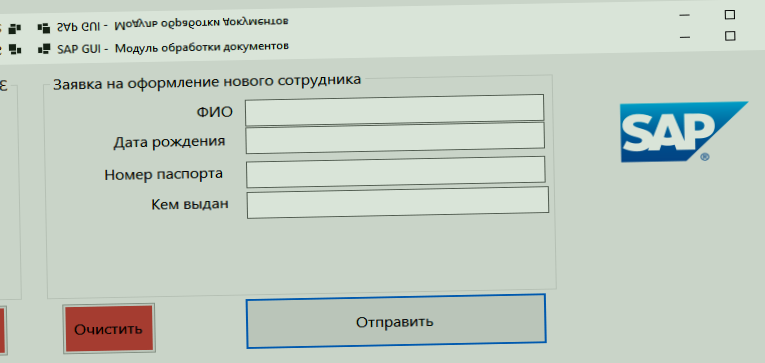 SAP GUI - Модуль обработки документов
SAP GUI - Модуль обработки документов
Заявка на оформление нового сотрудника
ФИО
Дата рождения
Номер паспорта
Кем выдан
SAP®
Очистить
Отправить